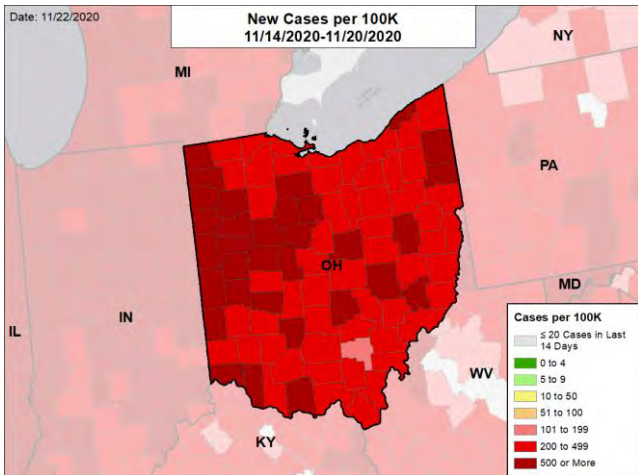 Date: 11/22/2020
New Cases per 100K
11/14/2020-11/20/2020
NY
MI
PA
OH
MD
IN
IL
WV
KY
Cases per 100K
≤ 20 Cases in Last
14 Days
0 to 4
5 to 9
10 to 50
51 to 100
101 to 199
200 to 499
500 or More